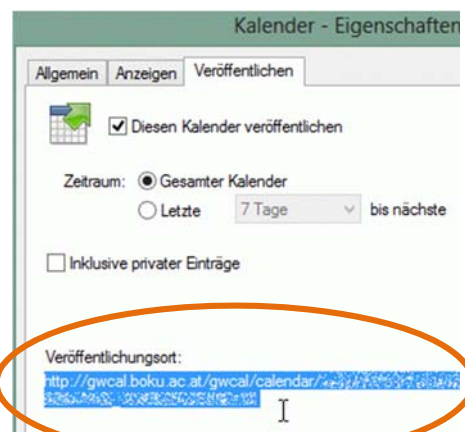 Kalender - Eigenschaften
Allgemein Anzeigen Veröffentlichen
Diesen Kalender veröffentlichen
Zeitraum: Gesamter Kalender
Letzte 7 Tage bis nächste
Inklusive privater Einträge
Veröffentlichungsort:
http://gwcal.boku.ac.at/gwcal/calendar/